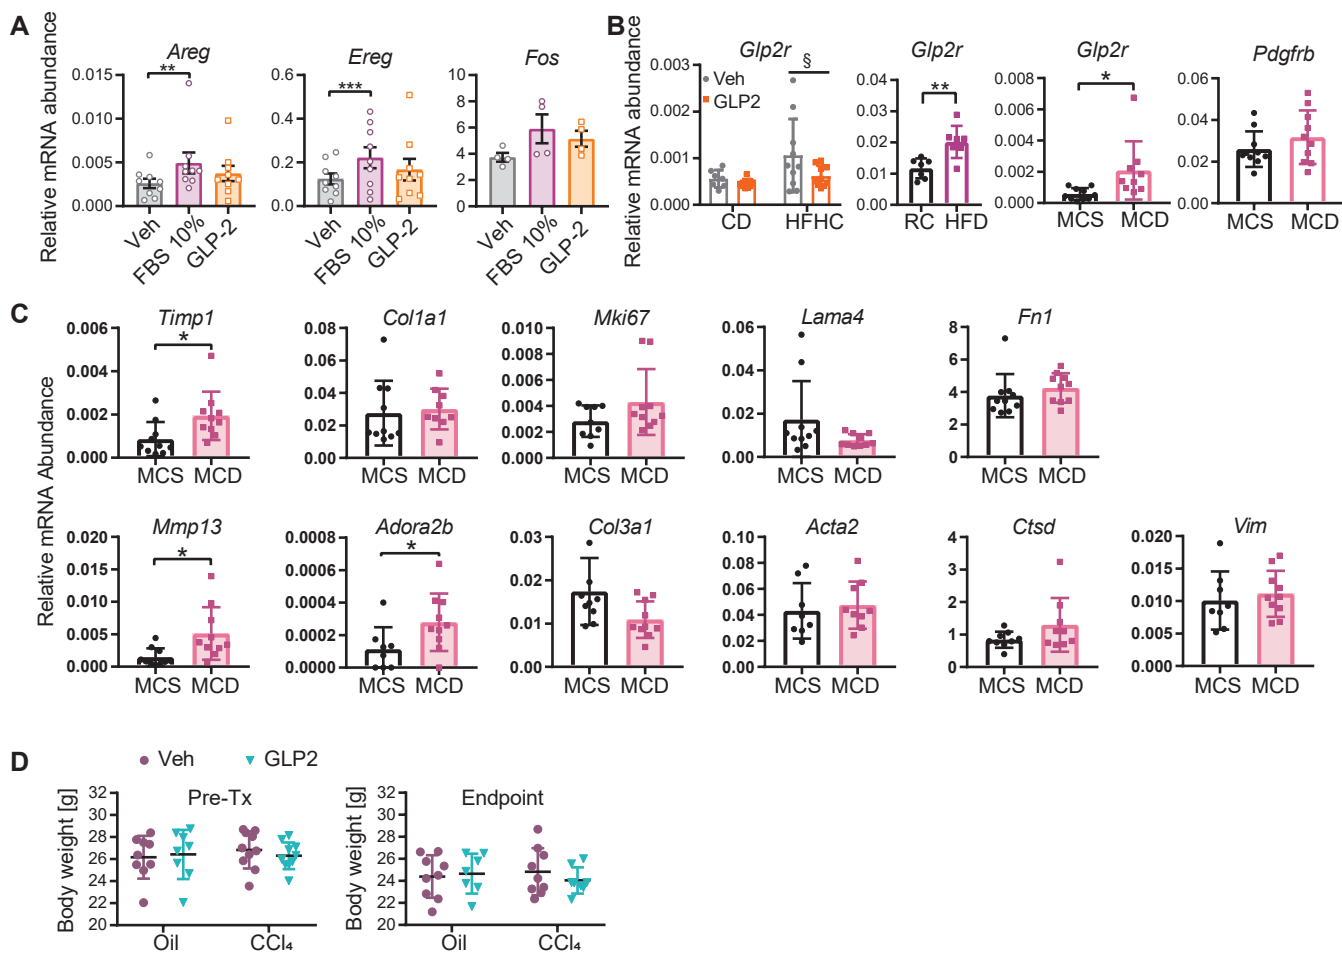 A
Relative mRNA abundance
Areg
0.015
0.010
0.005
0.000
**
Veh
FBS 10%
GLP-2
Ereg
0.6
0.4
0.2
0.0
***
Veh
FBS 10%
GLP-2
Fos
10
8
6
4
2
0
Veh
FBS 10%
GLP-2
B
Relative mRNA abundance
Glp2r
0.003
0.002
0.001
0.000
Veh
GLP2
§
CD
HFHC
Glp2r
0.04
0.03
0.02
0.01
0.00
**
RC HFD
Glp2r
0.008
0.006
0.004
0.002
0.000
*
MCS MCD
Pdgfrb
0.06
0.04
0.02
0.00
MCS MCD
C
Relative mRNA Abundance
Timp1
0.006
0.004
0.002
0.000
*
MCS MCD
Col1a1
0.08
0.06
0.04
0.02
0.00
MCS MCD
Mki67
0.010
0.008
0.006
0.004
0.002
0.000
MCS MCD
Lama4
0.06
0.04
0.02
0.00
MCS MCD
Fn1
8
6
4
2
0
MCS MCD
Mmp13
0.020
0.015
0.010
0.005
0.000
*
MCS MCD
Adora2b
0.0008
0.0006
0.0004
0.0002
0.0000
*
MCS MCD
Col3a1
0.03
0.02
0.01
0.00
MCS MCD
Acta2
0.10
0.08
0.06
0.04
0.02
0.00
MCS MCD
Ctsd
4
3
2
1
0
MCS MCD
Vim
0.020
0.015
0.010
0.005
0.000
MCS MCD
D
Veh
GLP2
Body weight [g]
Pre-Tx
32
30
28
26
24
22
20
Oil
CCl₄
Body weight [g]
Endpoint
32
30
28
26
24
22
20
Oil
CCl₄